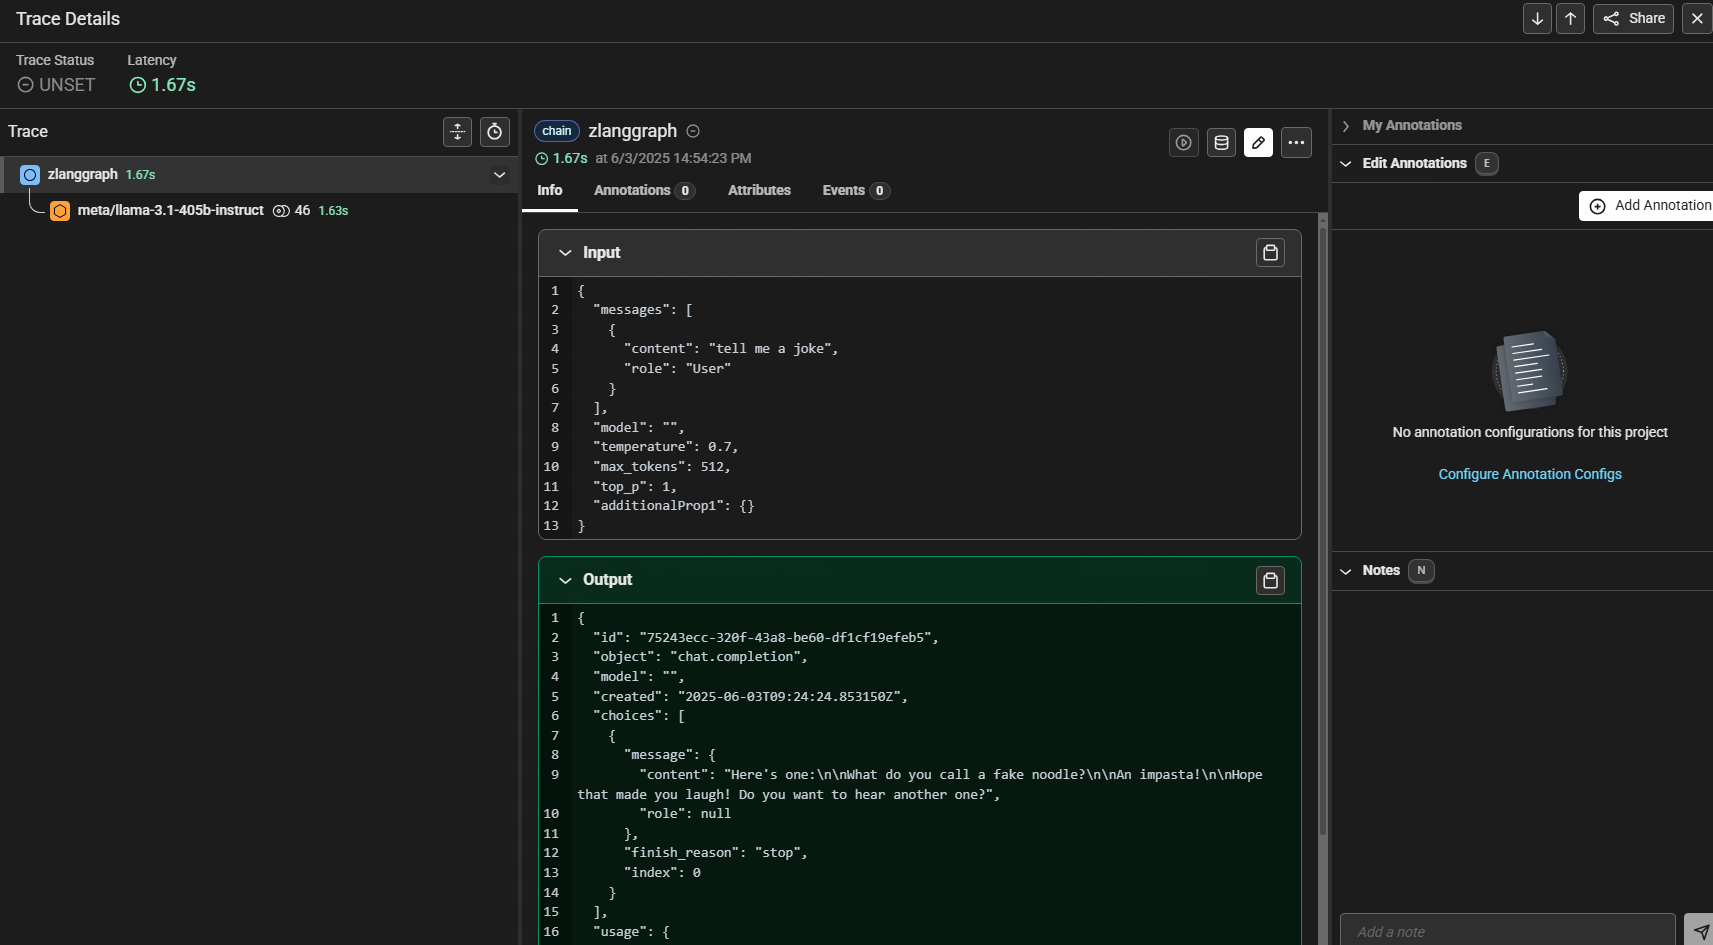 Trace Details
Share
Trace Status
UNSET
Latency
1.67s
Trace
zlanggraph 1.67s
meta/llama-3.1-405b-instruct 46 1.63s
chain zlanggraph
1.67s at 6/3/2025 14:54:23 PM
Info Annotations 0 Attributes Events 0
Input
1 {
2 "messages": [
3 {
4 "content": "tell me a joke",
5 "role": "User"
6 }
7 ],
8 "model": "",
9 "temperature": 0.7,
10 "max_tokens": 512,
11 "top_p": 1,
12 "additionalProp1": {}
13 }
Output
1 {
2 "id": "75243ecc-320f-43a8-be60-df1cf19efeb5",
3 "object": "chat.completion",
4 "model": "",
5 "created": "2025-06-03T09:24:24.853150Z",
6 "choices": [
7 {
8 "message": {
9 "content": "Here's one:\n\nWhat do you call a fake noodle?\n\nAn impasta!\n\nHope
that made you laugh! Do you want to hear another one?",
10 "role": null
11 },
12 "finish_reason": "stop",
13 "index": 0
14 }
15 ],
16 "usage": {
My Annotations
Edit Annotations E
Add Annotation
No annotation configurations for this project
Configure Annotation Configs
Notes N
Add a note